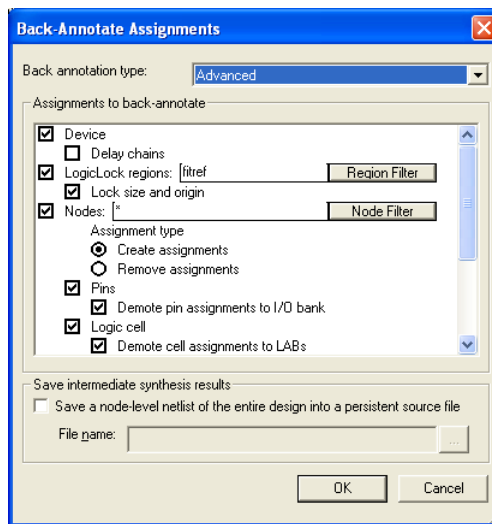 Back-Annotate Assignments
Back annotation type: Advanced
Assignments to back-annotate
Device
Delay chains
LogicLock regions: fitref Region Filter
Lock size and origin
Nodes: * Node Filter
Assignment type
Create assignments
Remove assignments
Pins
Demote pin assignments to I/O bank
Logic cell
Demote cell assignments to LABs
Save intermediate synthesis results
Save a node-level netlist of the entire design into a persistent source file
File name: ...
OK Cancel